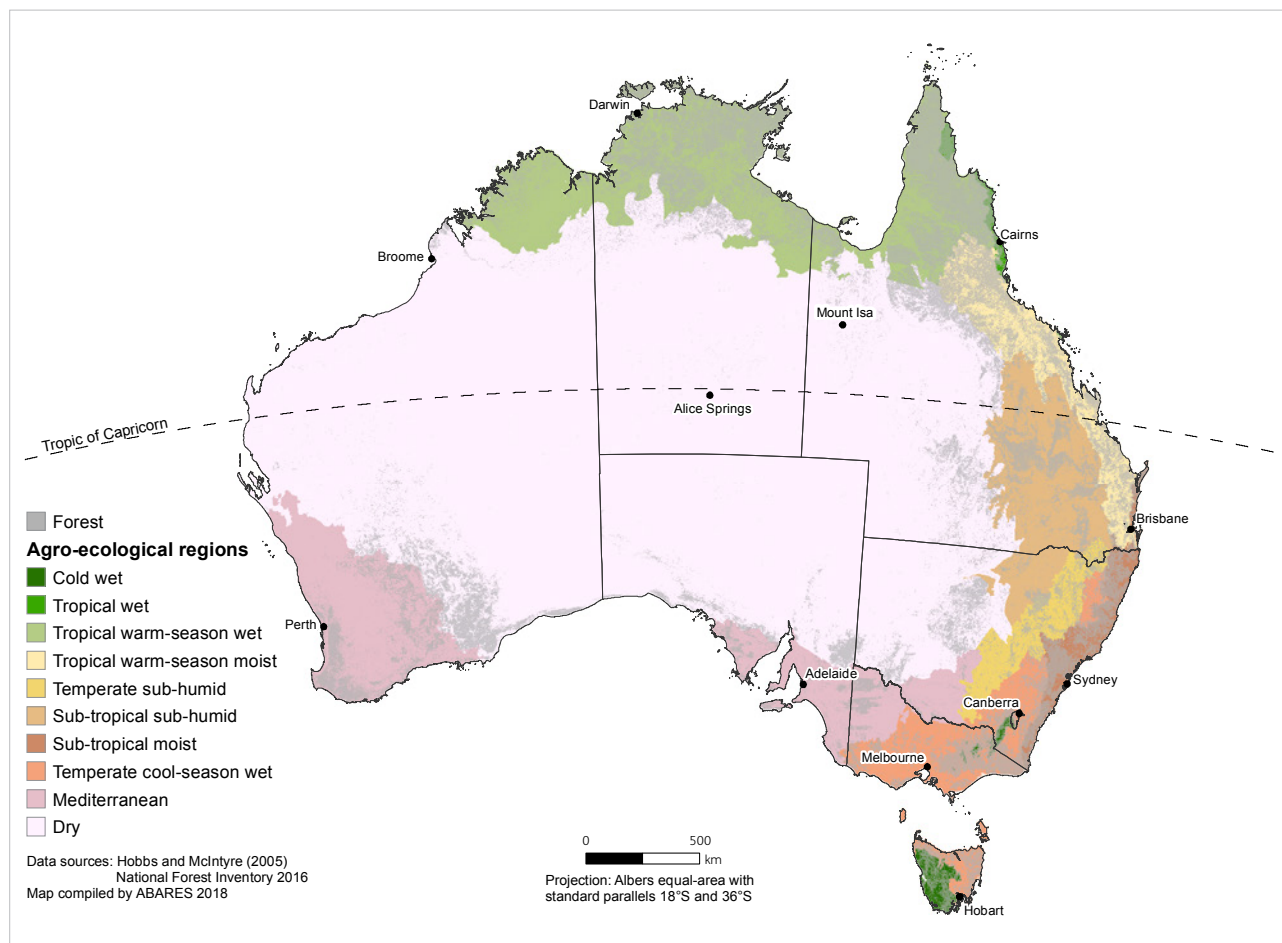 Darwin
Cairns
Broome
Mount Isa
Alice Springs
Tropic of Capricorn
Brisbane
Perth
Adelaide
Sydney
Canberra
Melbourne
Hobart
Forest
Agro-ecological regions
Cold wet
Tropical wet
Tropical warm-season wet
Tropical warm-season moist
Temperate sub-humid
Sub-tropical sub-humid
Sub-tropical moist
Temperate cool-season wet
Mediterranean
Dry
Data sources: Hobbs and McIntyre (2005)
National Forest Inventory 2016
Map compiled by ABARES 2018
0 500
km
Projection: Albers equal-area with
standard parallels 18°S and 36°S